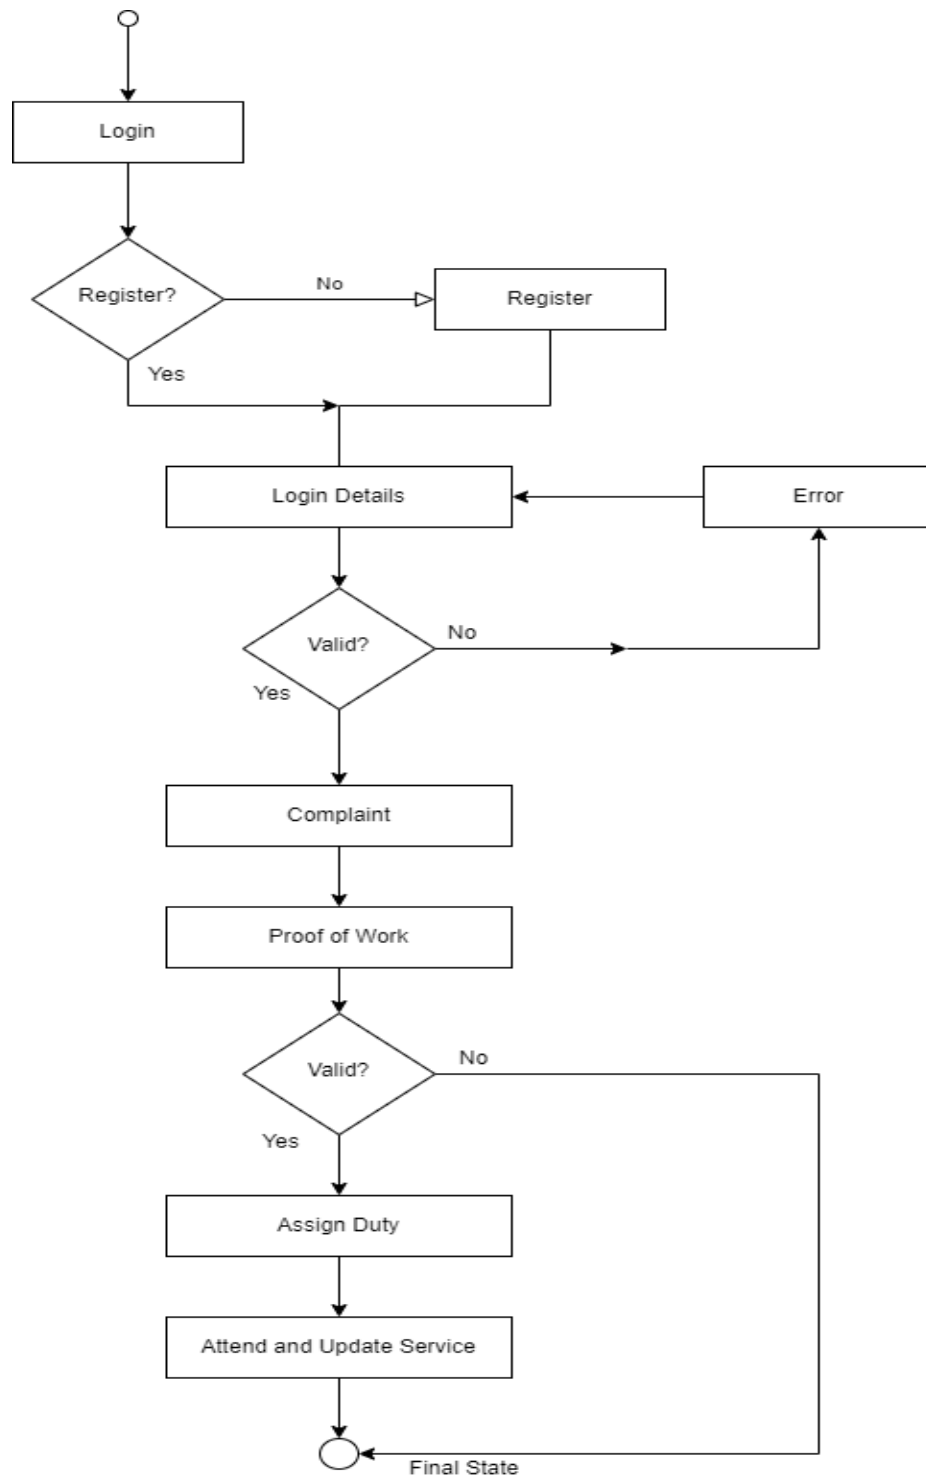 Login
Register?
No
Register
Yes
Login Details
Error
Valid?
No
Yes
Complaint
Proof of Work
Valid?
No
Yes
Assign Duty
Attend and Update Service
Final State